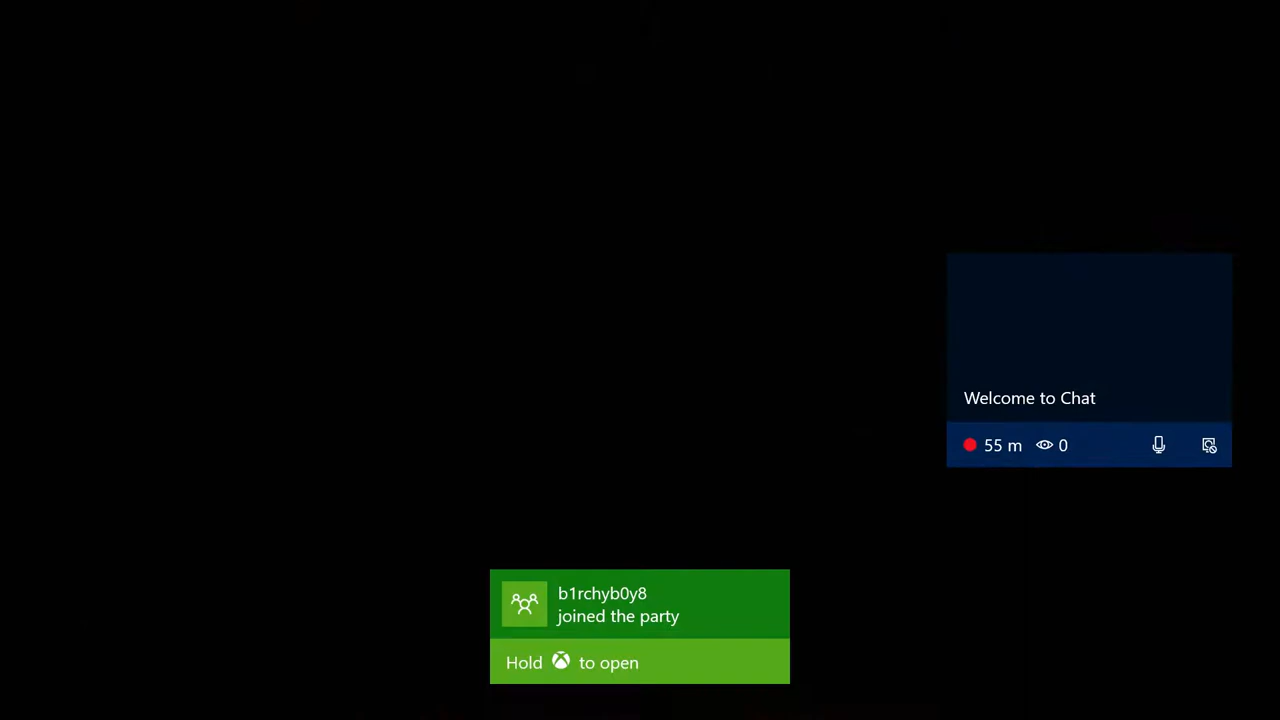 Welcome to Chat
55 m 0
b1rchyb0y8
joined the party
Hold to open